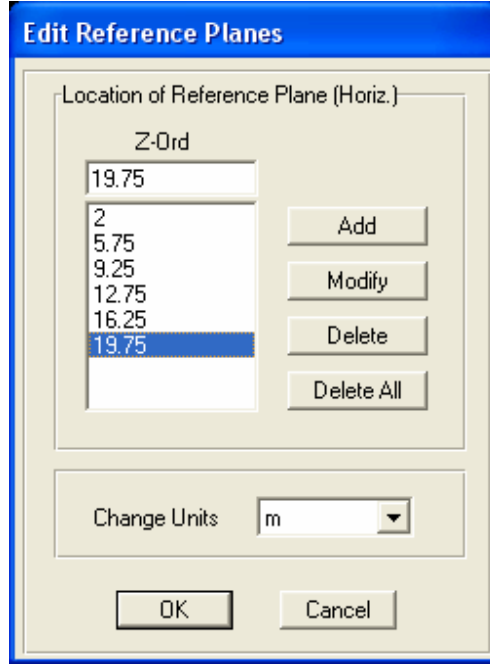 Edit Reference Planes
Location of Reference Plane (Horiz.)
Z-Ord
19.75
2
5.75
9.25
12.75
16.25
19.75
Add
Modify
Delete
Delete All
Change Units
m
OK
Cancel